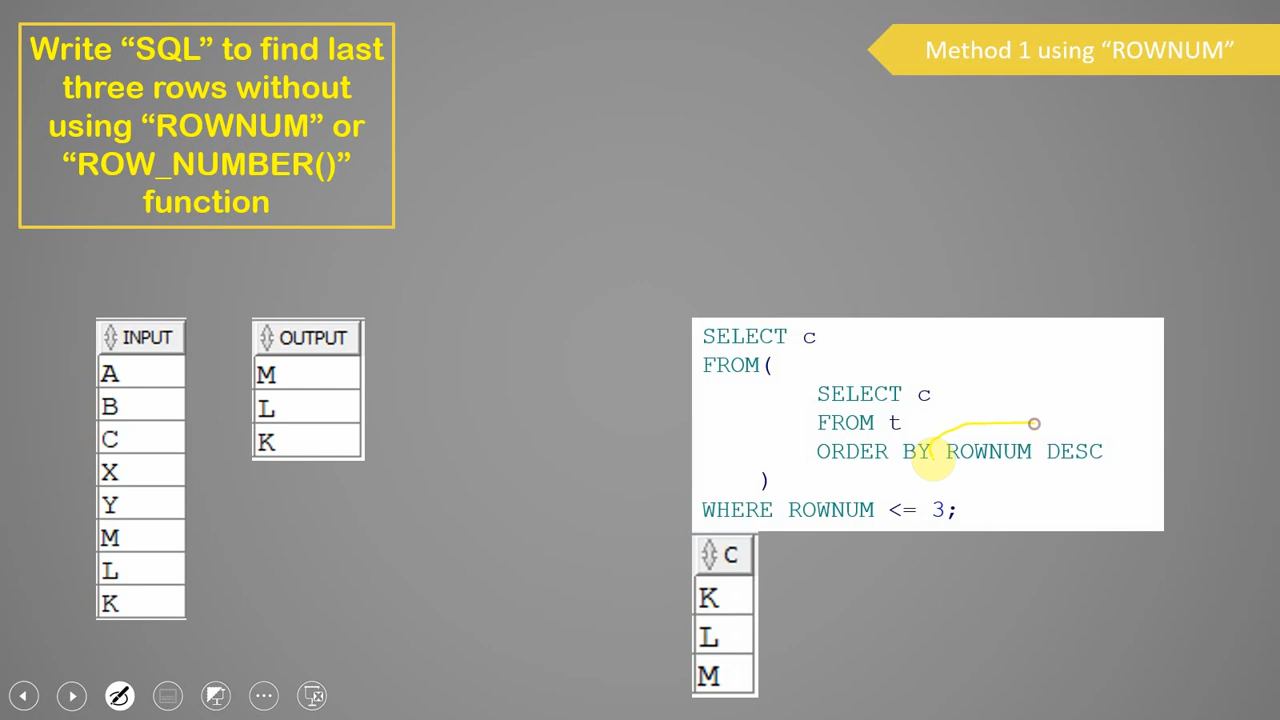 Write “SQL” to find last
three rows without
using “ROWNUM” or
“ROW_NUMBER()”
function
Method 1 using “ROWNUM”
INPUT
A
B
C
X
Y
M
L
K
OUTPUT
M
L
K
SELECT c
FROM(
SELECT c
FROM t
ORDER BY ROWNUM DESC
)
WHERE ROWNUM <= 3;
C
K
L
M